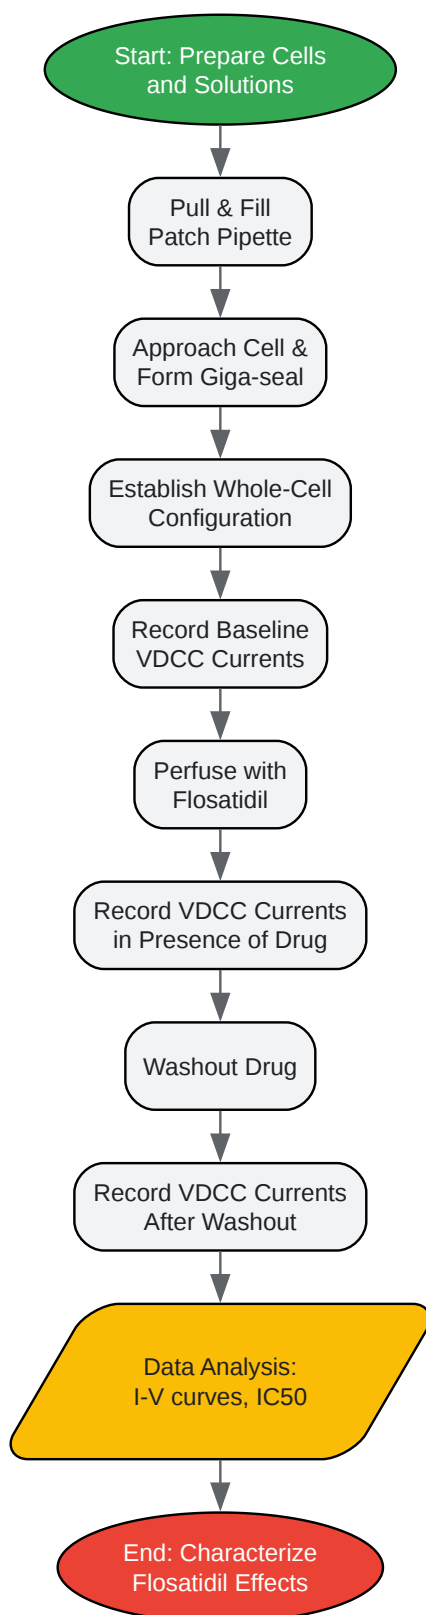 Start: Prepare Cells
and Solutions
Pull & Fill
Patch Pipette
Approach Cell &
Form Giga-seal
Establish Whole-Cell
Configuration
Record Baseline
VDCC Currents
Perfuse with
Flosatidil
Record VDCC Currents
in Presence of Drug
Washout Drug
Record VDCC Currents
After Washout
Data Analysis:
I-V curves, IC50
End: Characterize
Flosatidil Effects